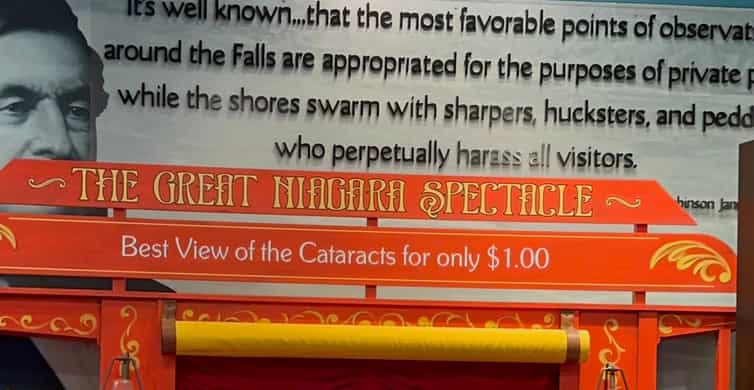 It's well known...that the most favorable points of
around the Falls are appropriated for the purposes of private
while the shores swarm with sharpers, hucksters, and
who perpetually harass all visitors.
THE GREAT NIAGARA SPECTACLE
Best View of the Cataracts for only $1.00